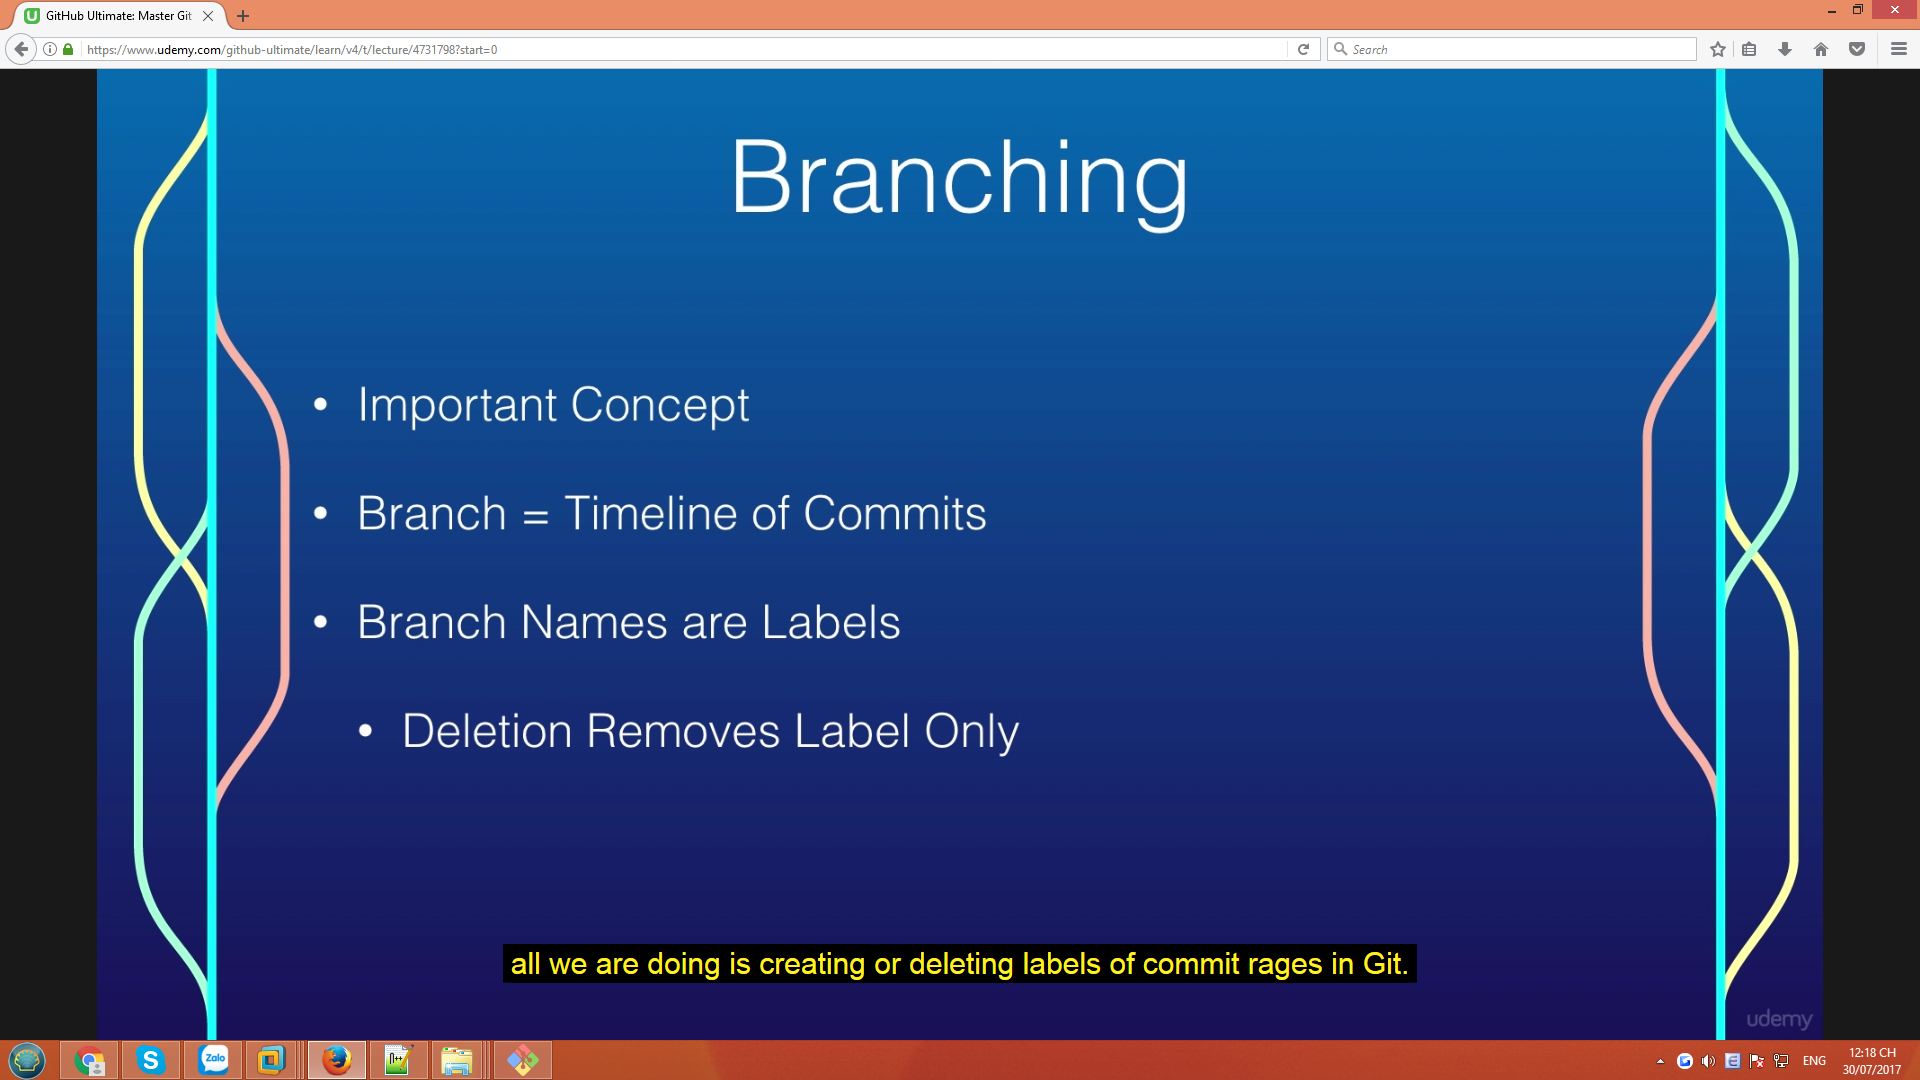 GitHub Ultimate: Master Git
https://www.udemy.com/github-ultimate/learn/v4/t/lecture/4731798?start=0
Search
Branching
• Important Concept
• Branch = Timeline of Commits
• Branch Names are Labels
• Deletion Removes Label Only
all we are doing is creating or deleting labels of commit rages in Git.
udemy
Zalo
ENG
12:18 CH
30/07/2017